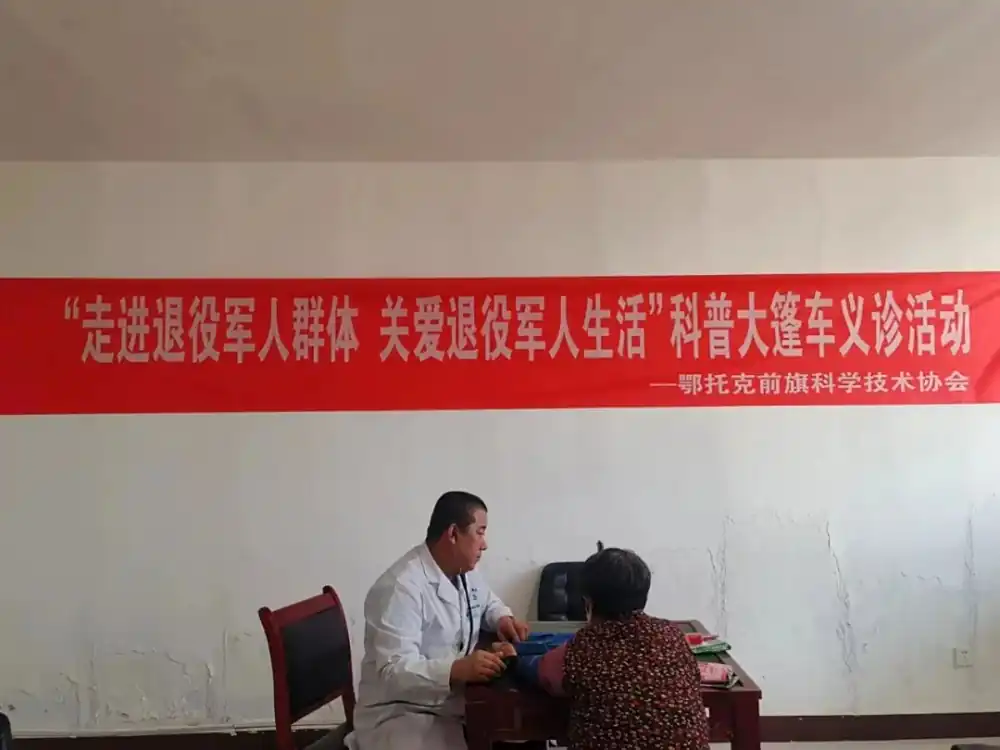 “走进退役军人群体 关爱退役军人生活”科普大篷车义诊活动
—鄂托克前旗科学技术协会